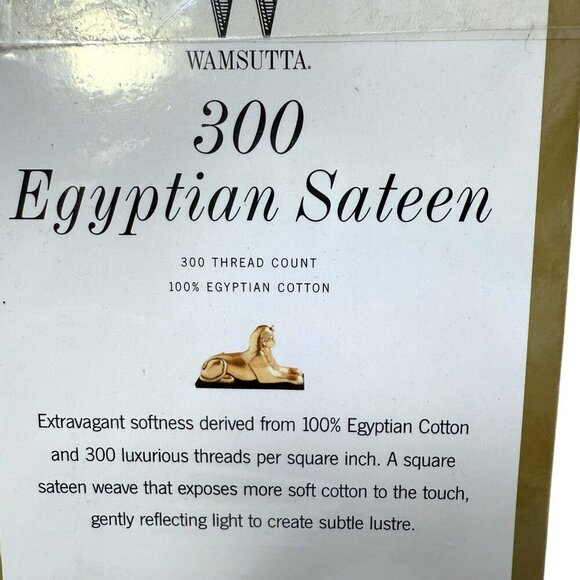 WAMSUTTA®
300
Egyptian Sateen
300 THREAD COUNT
100% EGYPTIAN COTTON
Extravagant softness derived from 100% Egyptian Cotton
and 300 luxurious threads per square inch. A square
sateen weave that exposes more soft cotton to the touch,
gently reflecting light to create subtle lustre.